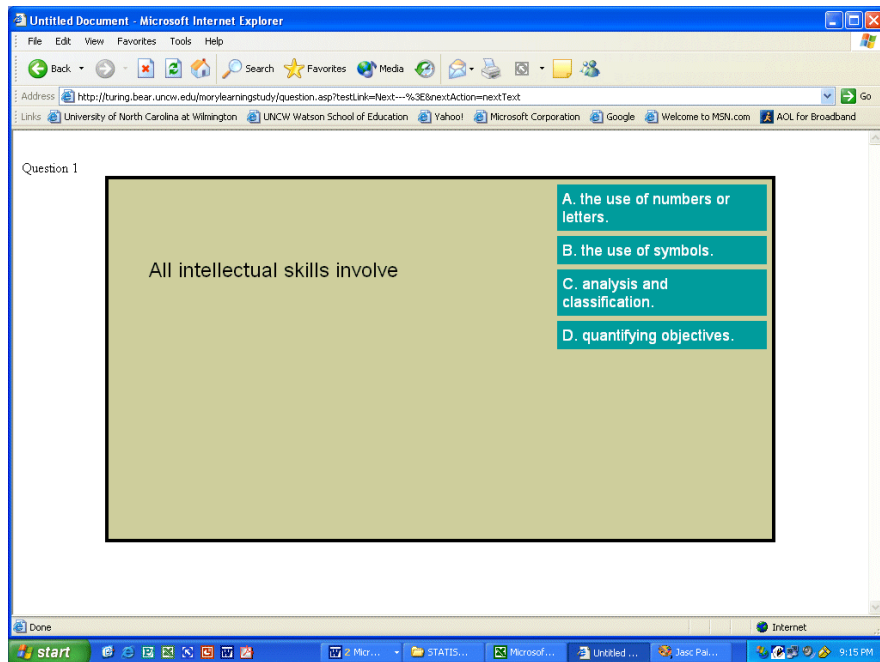 Untitled Document - Microsoft Internet Explorer
File Edit View Favorites Tools Help
Back Search Favorites Media
Address http://turing.bear.uncw.edu/morylearningstudy/question.asp?testLink=Next---%3E&nextAction=nextText Go
Links University of North Carolina at Wilmington UNCW Watson School of Education Yahoo! Microsoft Corporation Google Welcome to MSN.com AOL for Broadband
Question 1
All intellectual skills involve
A. the use of numbers or
letters.
B. the use of symbols.
C. analysis and
classification.
D. quantifying objectives.
Done Internet
start 2 Micr... STATIS... Microsof... Untitled ... Jasc Pai... 9:15 PM